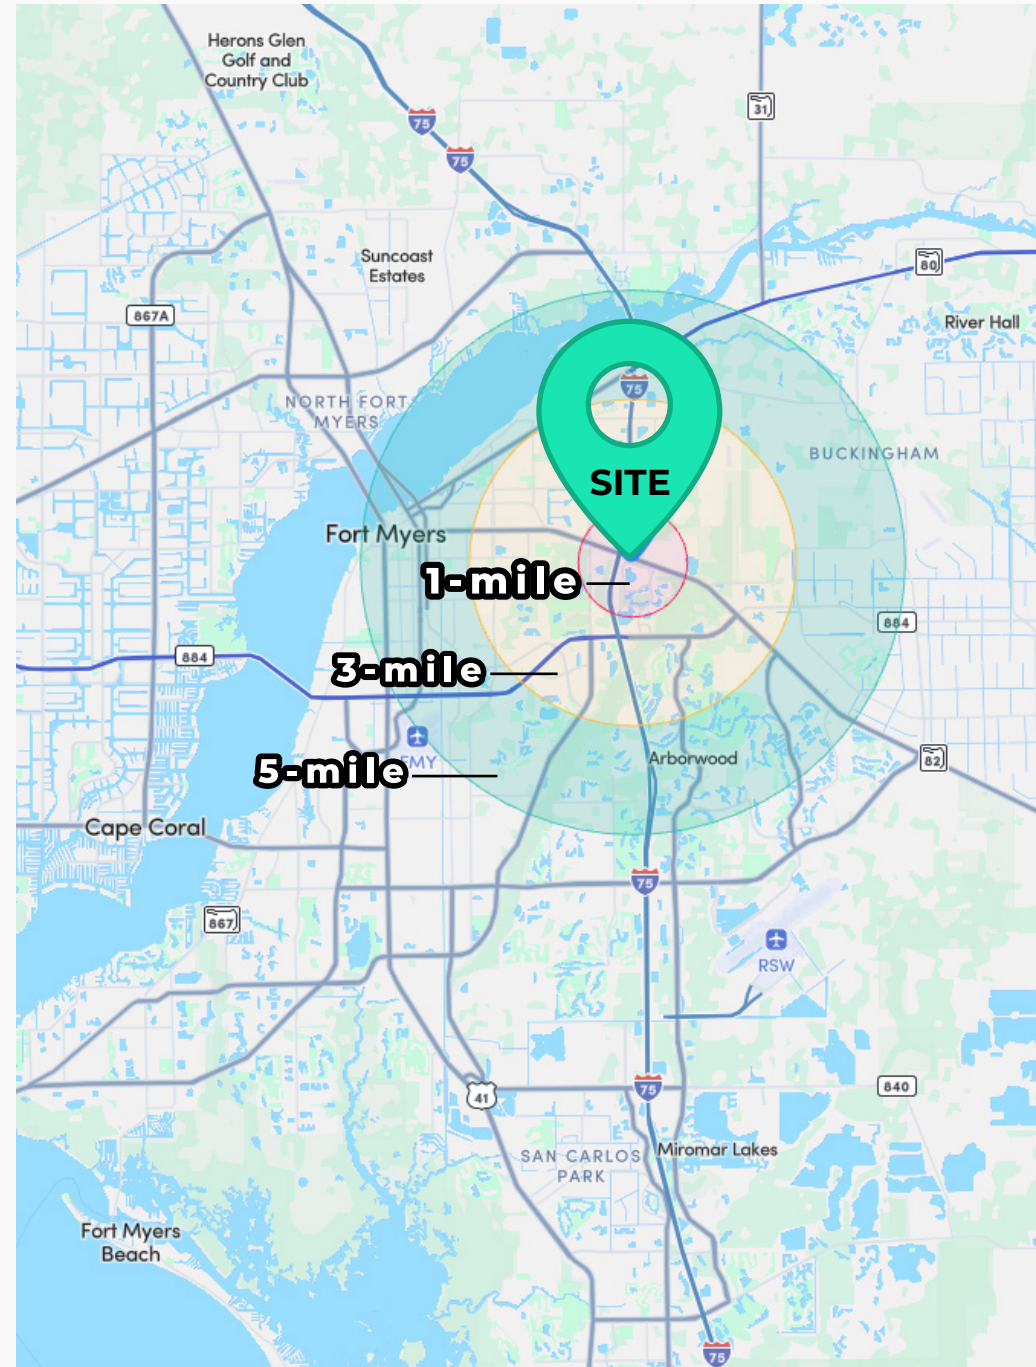 Herons Glen
Golf and
Country Club
75
31
75
Suncoast
Estates
80
867A
River Hall
75
NORTH FORT
MYERS
BUCKINGHAM
SITE
Fort Myers
1-mile
884
884
3-mile
FMY
Arborwood
82
5-mile
Cape Coral
75
867
RSW
75
840
41
Miromar Lakes
SAN CARLOS
PARK
Fort Myers
Beach
75